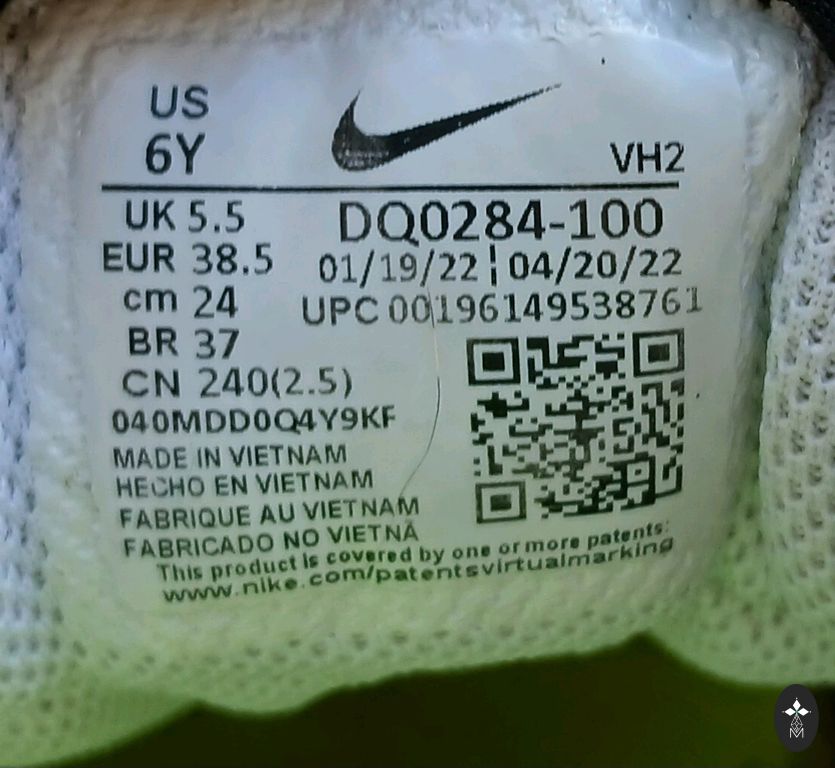 US
6Y
VH2
UK 5.5
DQ0284-100
EUR 38.5
01/19/22 ¦ 04/20/22
cm 24
UPC 00196149538761
BR 37
CN 240(2.5)
040MDD0Q4Y9KF
MADE IN VIETNAM
HECHO EN VIETNAM
FABRIQUE AU VIETNAM
FABRICADO NO VIETNÃ
This product is covered by one or more patents:
www.nike.com/patentsvirtualmarking
M